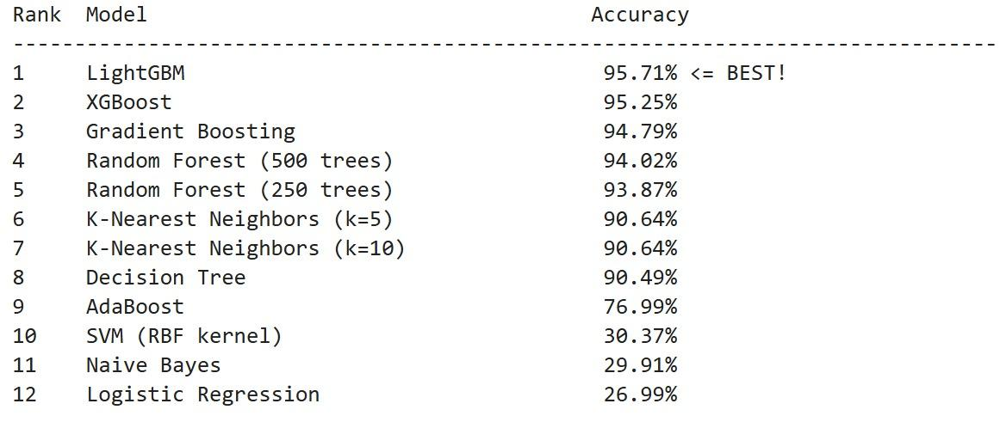 Rank  Model                                         Accuracy
--------------------------------------------------------------------------------
1     LightGBM                                       95.71% <= BEST!
2     XGBoost                                        95.25%
3     Gradient Boosting                              94.79%
4     Random Forest (500 trees)                      94.02%
5     Random Forest (250 trees)                      93.87%
6     K-Nearest Neighbors (k=5)                      90.64%
7     K-Nearest Neighbors (k=10)                     90.64%
8     Decision Tree                                  90.49%
9     AdaBoost                                       76.99%
10    SVM (RBF kernel)                               30.37%
11    Naive Bayes                                    29.91%
12    Logistic Regression                            26.99%